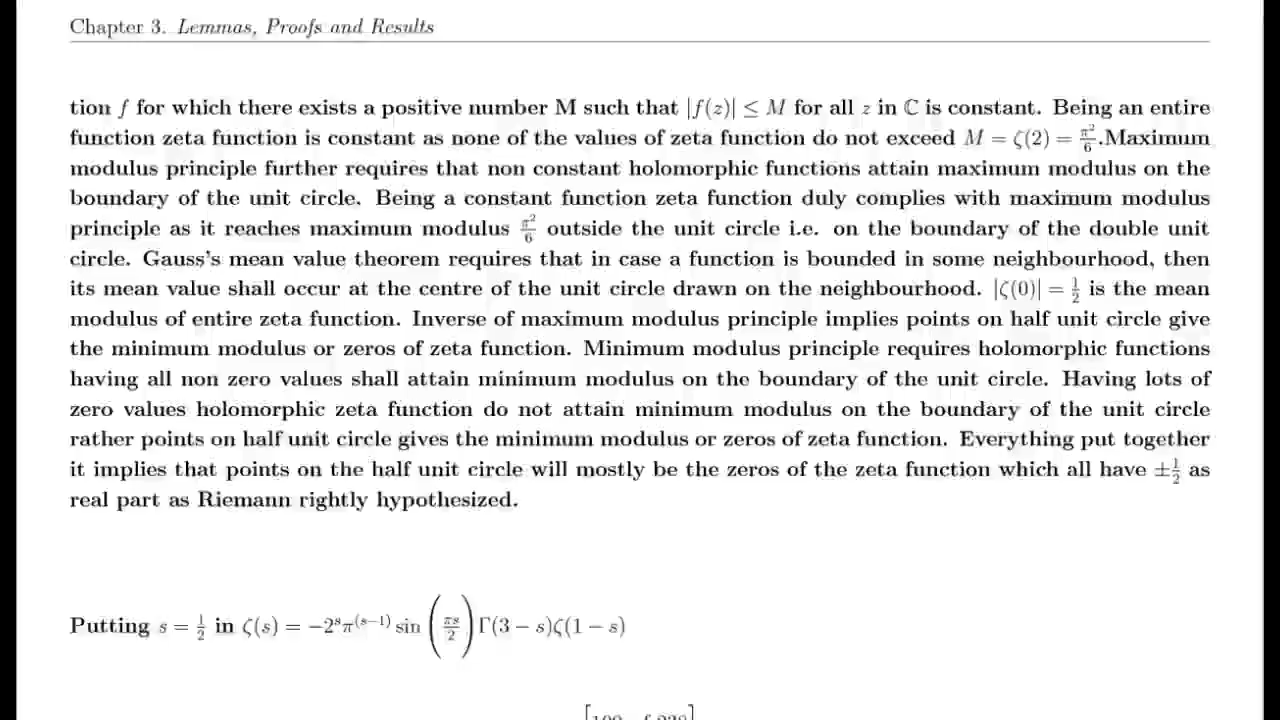 Chapter 3. Lemmas, Proofs and Results
tion f for which there exists a positive number M such that |f(z)| ≤ M for all z in ℂ is constant. Being an entire
function zeta function is constant as none of the values of zeta function do not exceed M = ζ(2) = π²/6.Maximum
modulus principle further requires that non constant holomorphic functions attain maximum modulus on the
boundary of the unit circle. Being a constant function zeta function duly complies with maximum modulus
principle as it reaches maximum modulus π²/6 outside the unit circle i.e. on the boundary of the double unit
circle. Gauss's mean value theorem requires that in case a function is bounded in some neighbourhood, then
its mean value shall occur at the centre of the unit circle drawn on the neighbourhood. |ζ(0)| = 1/2 is the mean
modulus of entire zeta function. Inverse of maximum modulus principle implies points on half unit circle give
the minimum modulus or zeros of zeta function. Minimum modulus principle requires holomorphic functions
having all non zero values shall attain minimum modulus on the boundary of the unit circle. Having lots of
zero values holomorphic zeta function do not attain minimum modulus on the boundary of the unit circle
rather points on half unit circle gives the minimum modulus or zeros of zeta function. Everything put together
it implies that points on the half unit circle will mostly be the zeros of the zeta function which all have ±1/2 as
real part as Riemann rightly hypothesized.
Putting s = 1/2 in ζ(s) = −2^s π^(s−1) sin(πs/2) Γ(3 − s)ζ(1 − s)